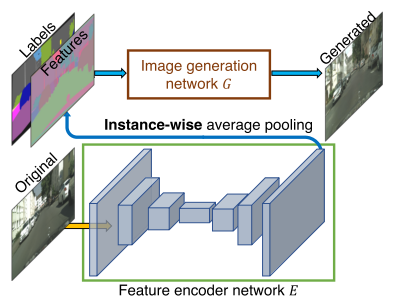 Labels
Features
Image generation
network G
Generated
Instance-wise average pooling
Original
Feature encoder network E